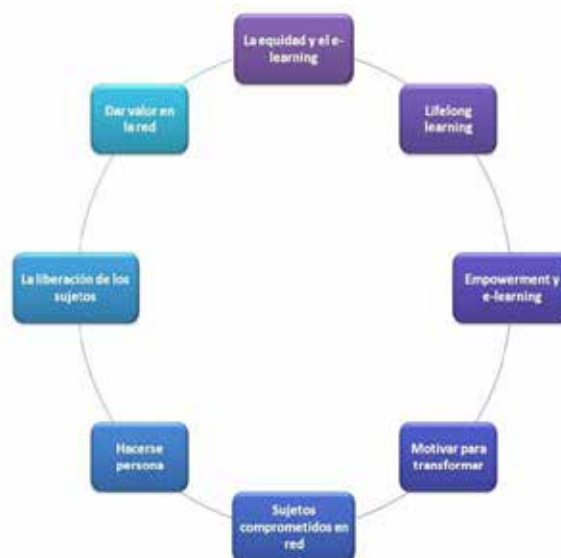 La equidad y el e-
learning
Lifelong
learning
Empowerment y
e-learning
Motivar para
transformar
Sujetos
comprometidos en
red
Hacerse
persona
La liberación de los
sujetos
Dar valor en
la red